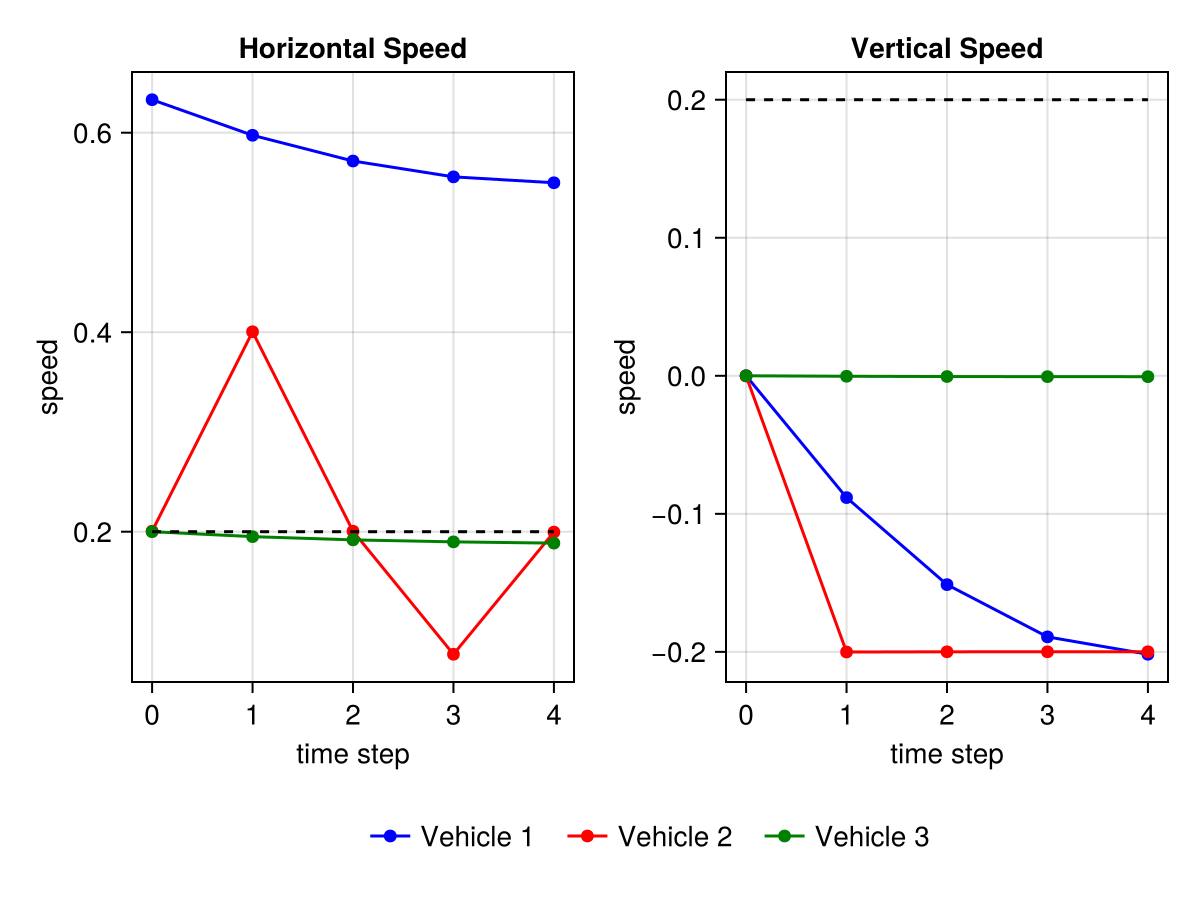 Horizontal Speed
Vertical Speed
speed
0.6
0.4
0.2
0 1 2 3 4
time step
speed
0.2
0.1
0.0
−0.1
−0.2
0 1 2 3 4
time step
Vehicle 1 Vehicle 2 Vehicle 3